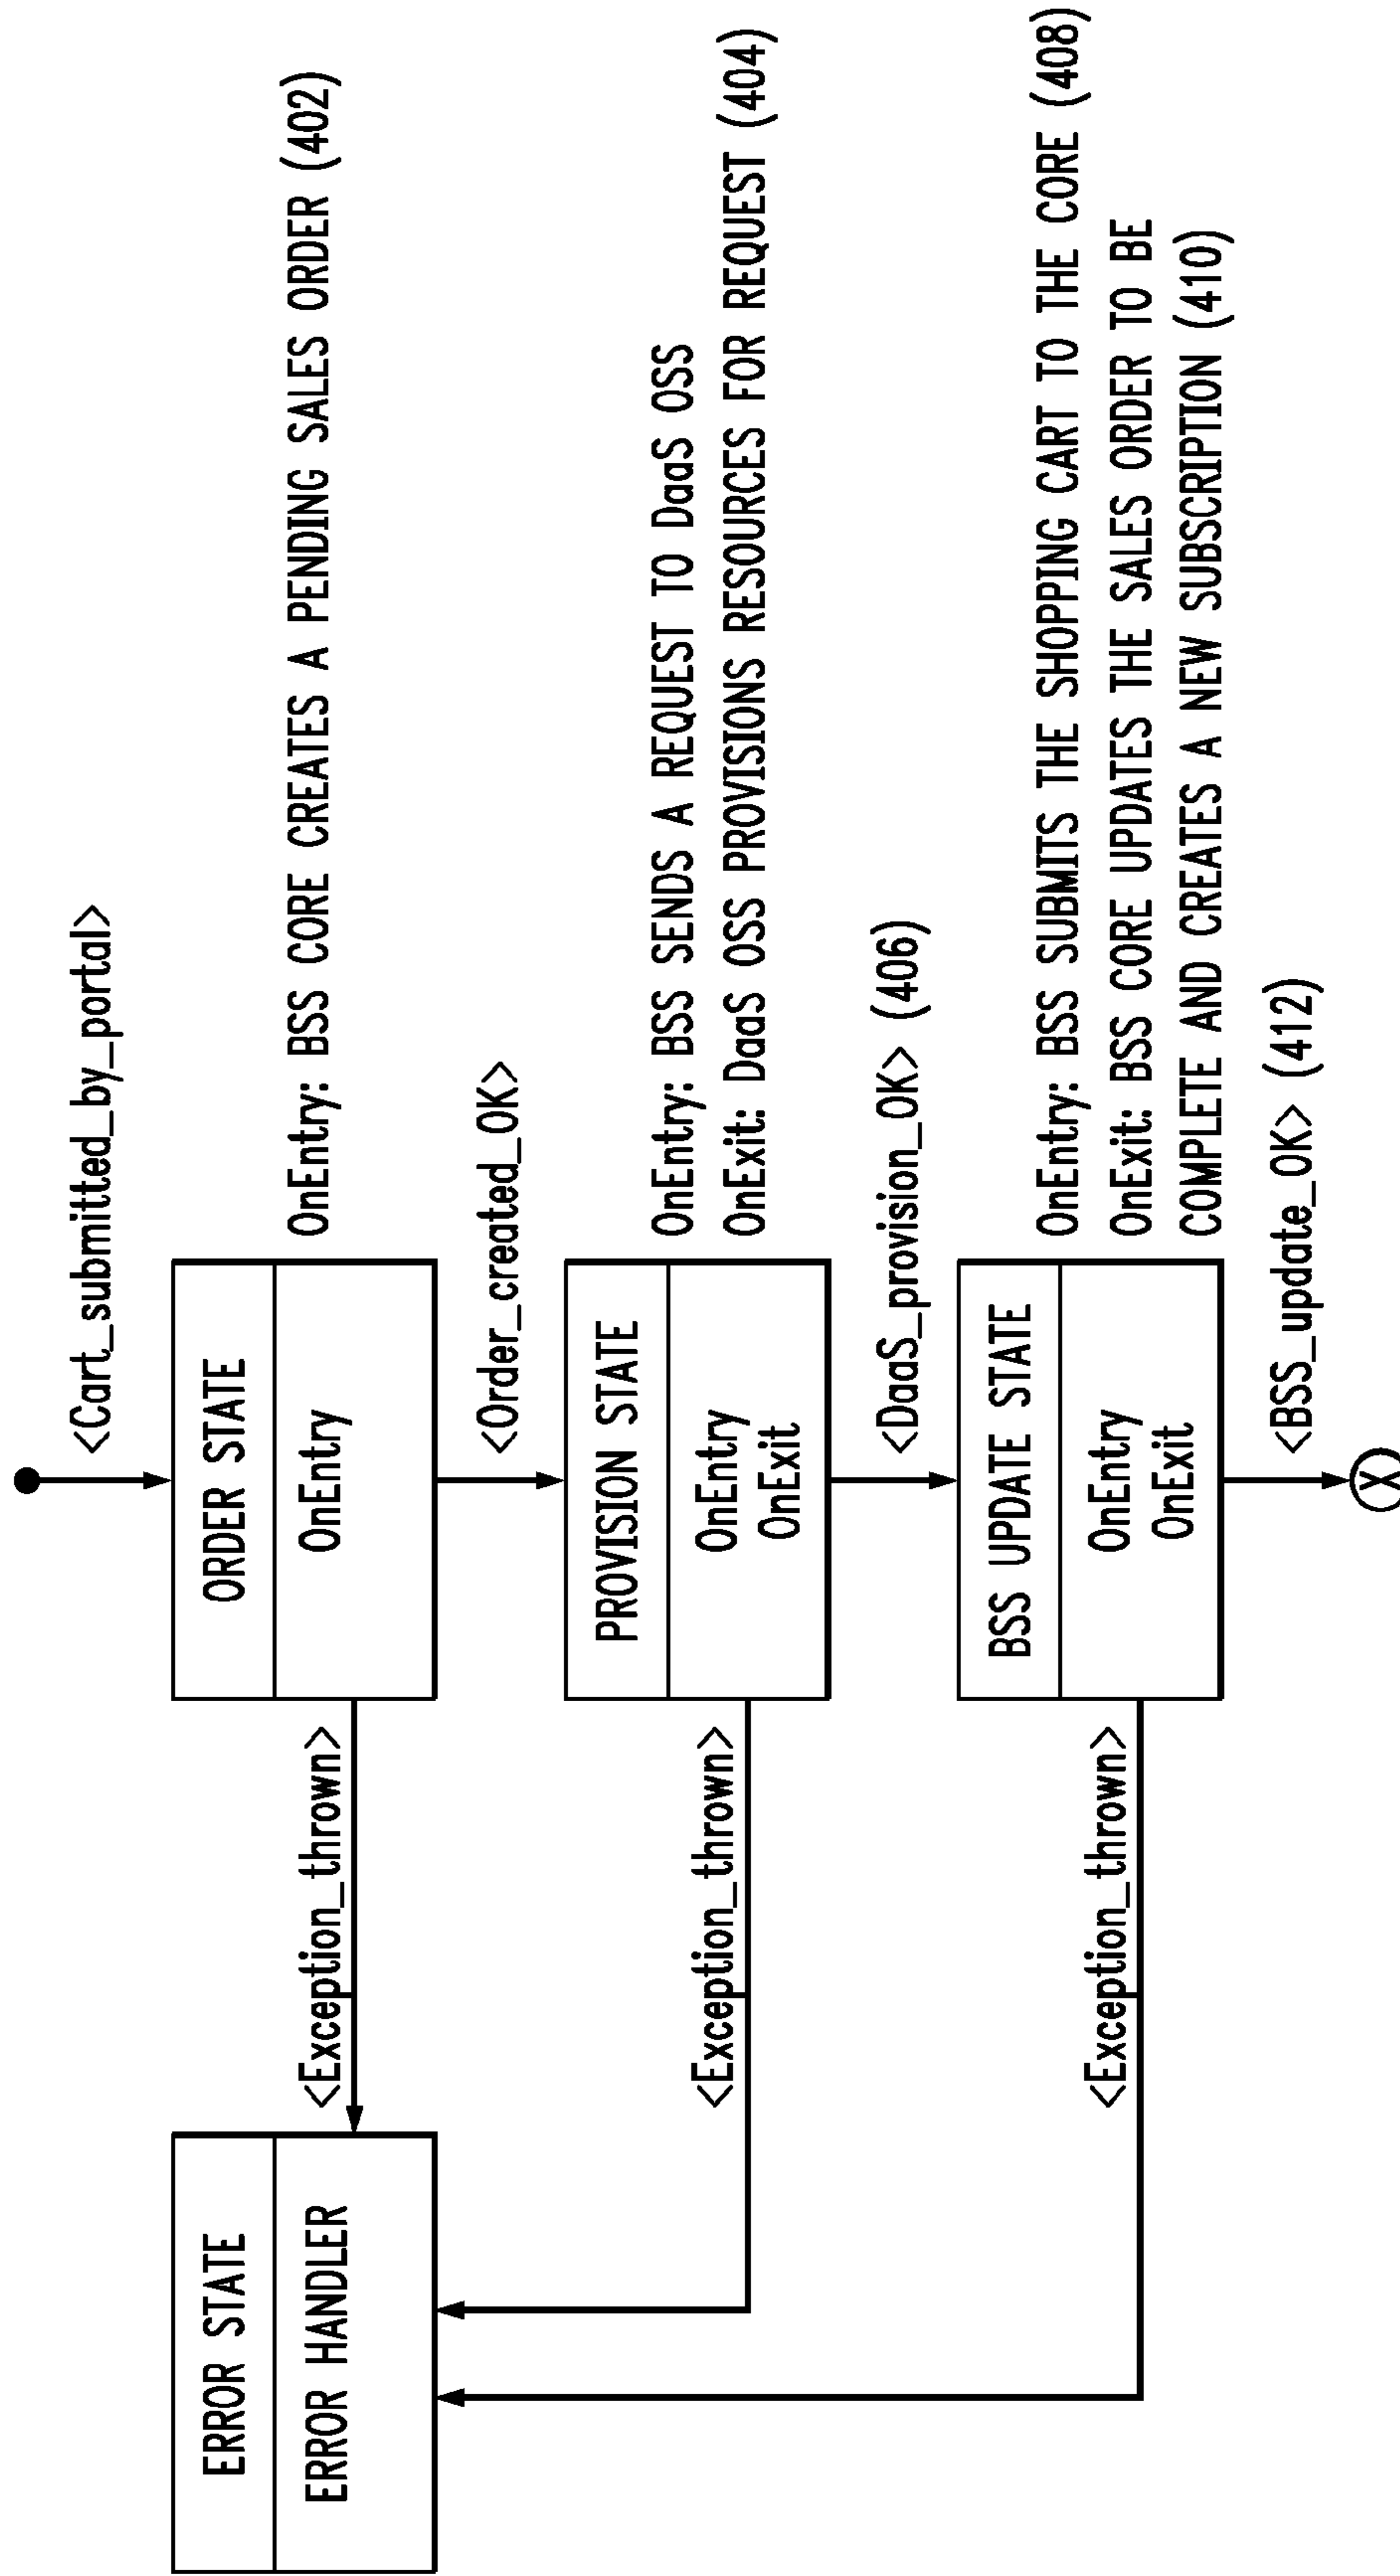 <Cart_submitted_by_portal>
ERROR STATE
ERROR HANDLER
<Exception_thrown>
ORDER STATE
OnEntry
OnEntry: BSS CORE CREATES A PENDING SALES ORDER (402)
<Order_created_OK>
<Exception_thrown>
PROVISION STATE
OnEntry
OnExit
OnEntry: BSS SENDS A REQUEST TO DaaS OSS
OnExit: DaaS OSS PROVISIONS RESOURCES FOR REQUEST (404)
<DaaS_provision_OK> (406)
<Exception_thrown>
BSS UPDATE STATE
OnEntry
OnExit
OnEntry: BSS SUBMITS THE SHOPPING CART TO THE CORE (408)
OnExit: BSS CORE UPDATES THE SALES ORDER TO BE
COMPLETE AND CREATES A NEW SUBSCRIPTION (410)
<BSS_update_OK> (412)
X